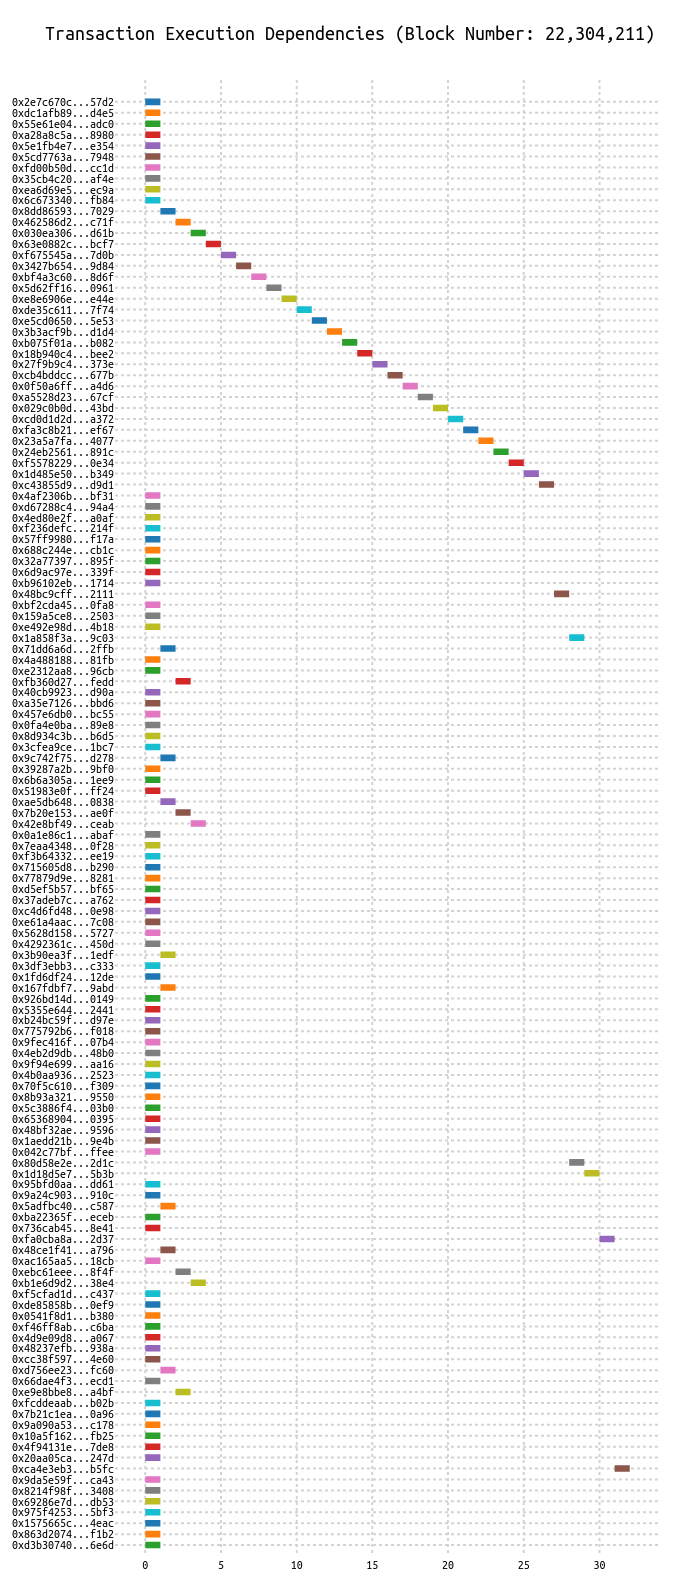 Transaction Execution Dependencies (Block Number: 22,304,211)
0x2e7c670c...57d2
0xdc1afb89...d4e5
0x55e61e04...adc0
0xa28a8c5a...8980
0x5e1fb4e7...e354
0x5cd7763a...7948
0xfd00b50d...cc1d
0x35cb4c20...af4e
0xea6d69e5...ec9a
0x6c673340...fb84
0x8dd86593...7029
0x462586d2...c71f
0x030ea306...d61b
0x63e0882c...bcf7
0xf675545a...7d0b
0x3427b654...9d84
0xbf4a3c60...8d6f
0x5d62ff16...0961
0xe8e6906e...e44e
0xde35c611...7f74
0xe5cd0650...5e53
0x3b3acf9b...d1d4
0xb075f01a...b082
0x18b940c4...bee2
0x27f9b9c4...373e
0xcb4bddcc...677b
0x0f50a6ff...a4d6
0xa5528d23...67cf
0x029c0b0d...43bd
0xcd0d1d2d...a372
0xfa3c8b21...ef67
0x23a5a7fa...4077
0x24eb2561...891c
0xf5578229...0e34
0x1d485e50...b349
0xc43855d9...d9d1
0x4af2306b...bf31
0xd67288c4...94a4
0x4ed80e2f...a0af
0xf236defc...214f
0x57ff9980...f17a
0x688c244e...cb1c
0x32a77397...895f
0x6d9ac97e...339f
0xb96102eb...1714
0x48bc9cff...2111
0xbf2cda45...0fa8
0x159a5ce8...2503
0xe492e98d...4b18
0x1a858f3a...9c03
0x71dd6a6d...2ffb
0x4a488188...81fb
0xe2312aa8...96cb
0xfb360d27...fedd
0x40cb9923...d90a
0xa35e7126...bbd6
0x457e6db0...bc55
0x0fa4e0ba...89e8
0x8d934c3b...b6d5
0x3cfea9ce...1bc7
0x9c742f75...d278
0x39287a2b...9bf0
0x6b6a305a...1ee9
0x51983e0f...ff24
0xae5db648...0838
0x7b20e153...ae0f
0x42e8bf49...ceab
0x0a1e86c1...abaf
0x7eaa4348...0f28
0xf3b64332...ee19
0x715605d8...b290
0x77879d9e...8281
0xd5ef5b57...bf65
0x37adeb7c...a762
0xc4d6fd48...0e98
0xe61a4aac...7c08
0x5628d158...5727
0x4292361c...450d
0x3b90ea3f...1edf
0x3df3ebb3...c333
0x1fd6df24...12de
0x167fdbf7...9abd
0x926bd14d...0149
0x5355e644...2441
0xb24bc59f...d97e
0x775792b6...f018
0x9fec416f...07b4
0x4eb2d9db...48b0
0x9f94e699...aa16
0x4b0aa936...2523
0x70f5c610...f309
0x8b93a321...9550
0x5c3886f4...03b0
0x65368904...0395
0x48bf32ae...9596
0x1aedd21b...9e4b
0x042c77bf...ffee
0x80d58e2e...2d1c
0x1d18d5e7...5b3b
0x95bfd0aa...dd61
0x9a24c903...910c
0x5adfbc40...c587
0xba22365f...eceb
0x736cab45...8e41
0xfa0cba8a...2d37
0x48ce1f41...a796
0xac165aa5...18cb
0xebc61eee...8f4f
0xb1e6d9d2...38e4
0xf5cfad1d...c437
0xde85858b...0ef9
0x0541f8d1...b380
0xf46ff8ab...c6ba
0x4d9e09d8...a067
0x48237efb...938a
0xcc38f597...4e60
0xd756ee23...fc60
0x66dae4f3...ecd1
0xe9e8bbe8...a4bf
0xfcddeaab...b02b
0x7b21c1ea...0a96
0x9a090a53...c178
0x10a5f162...fb25
0x4f94131e...7de8
0x20aa05ca...247d
0xca4e3eb3...b5fc
0x9da5e59f...ca43
0x8214f98f...3408
0x69286e7d...db53
0x975f4253...5bf3
0x1575665c...4eac
0x863d2074...f1b2
0xd3b30740...6e6d
0 5 10 15 20 25 30